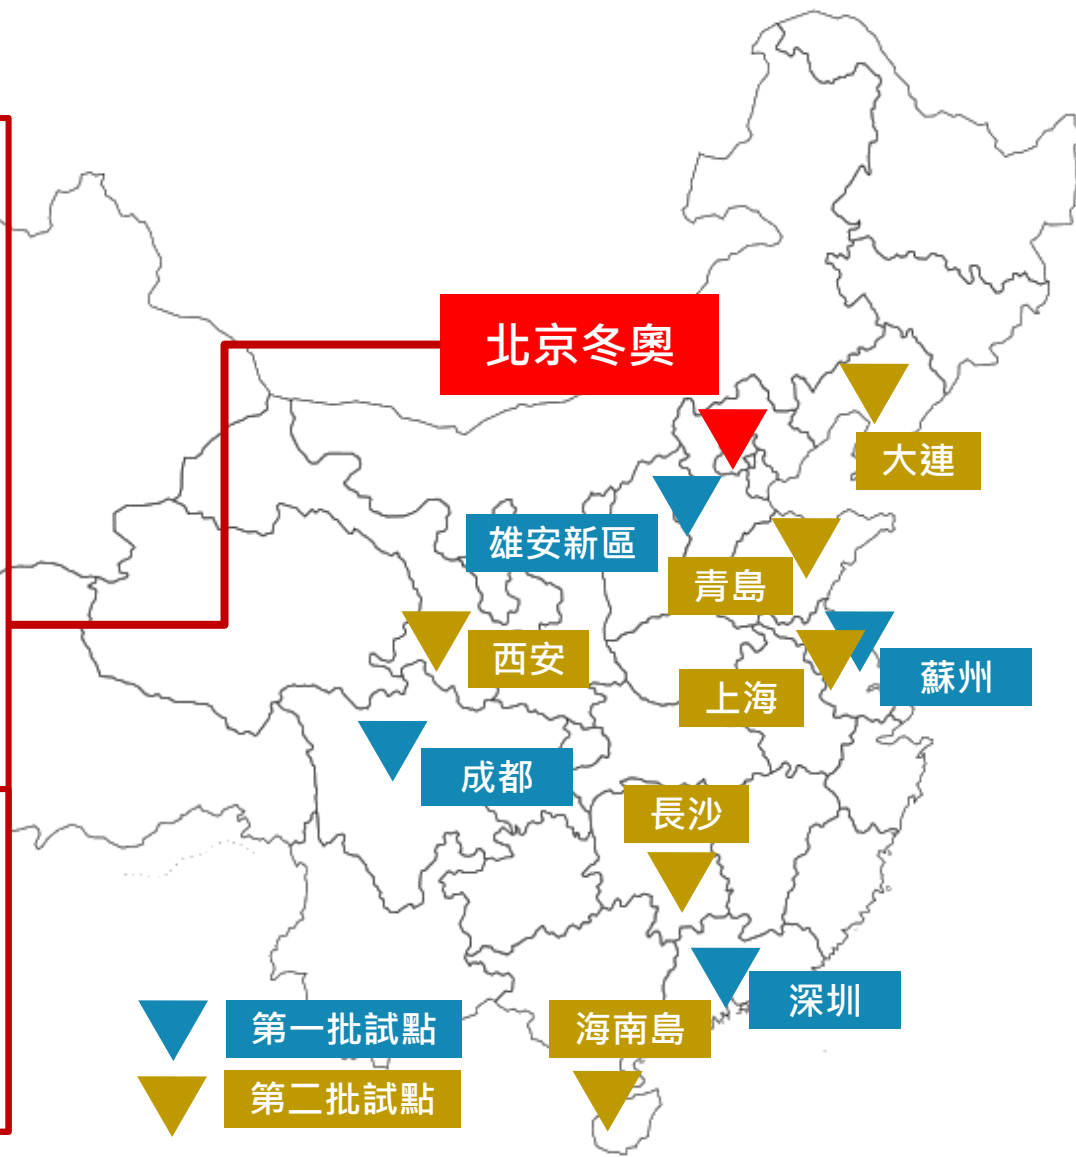 北京冬奧
大連
雄安新區
青島
西安
蘇州
上海
成都
長沙
深圳
海南島
第一批試點
第二批試點